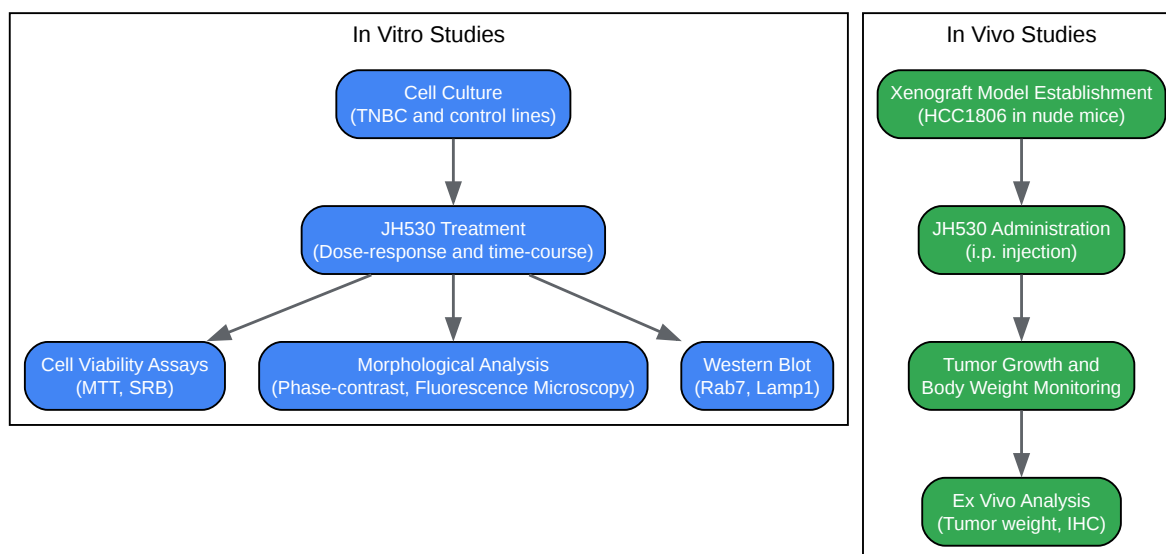 In Vitro Studies
Cell Culture
(TNBC and control lines)
JH530 Treatment
(Dose-response and time-course)
Cell Viability Assays
(MTT, SRB)
Morphological Analysis
(Phase-contrast, Fluorescence Microscopy)
Western Blot
(Rab7, Lamp1)
In Vivo Studies
Xenograft Model Establishment
(HCC1806 in nude mice)
JH530 Administration
(i.p. injection)
Tumor Growth and
Body Weight Monitoring
Ex Vivo Analysis
(Tumor weight, IHC)